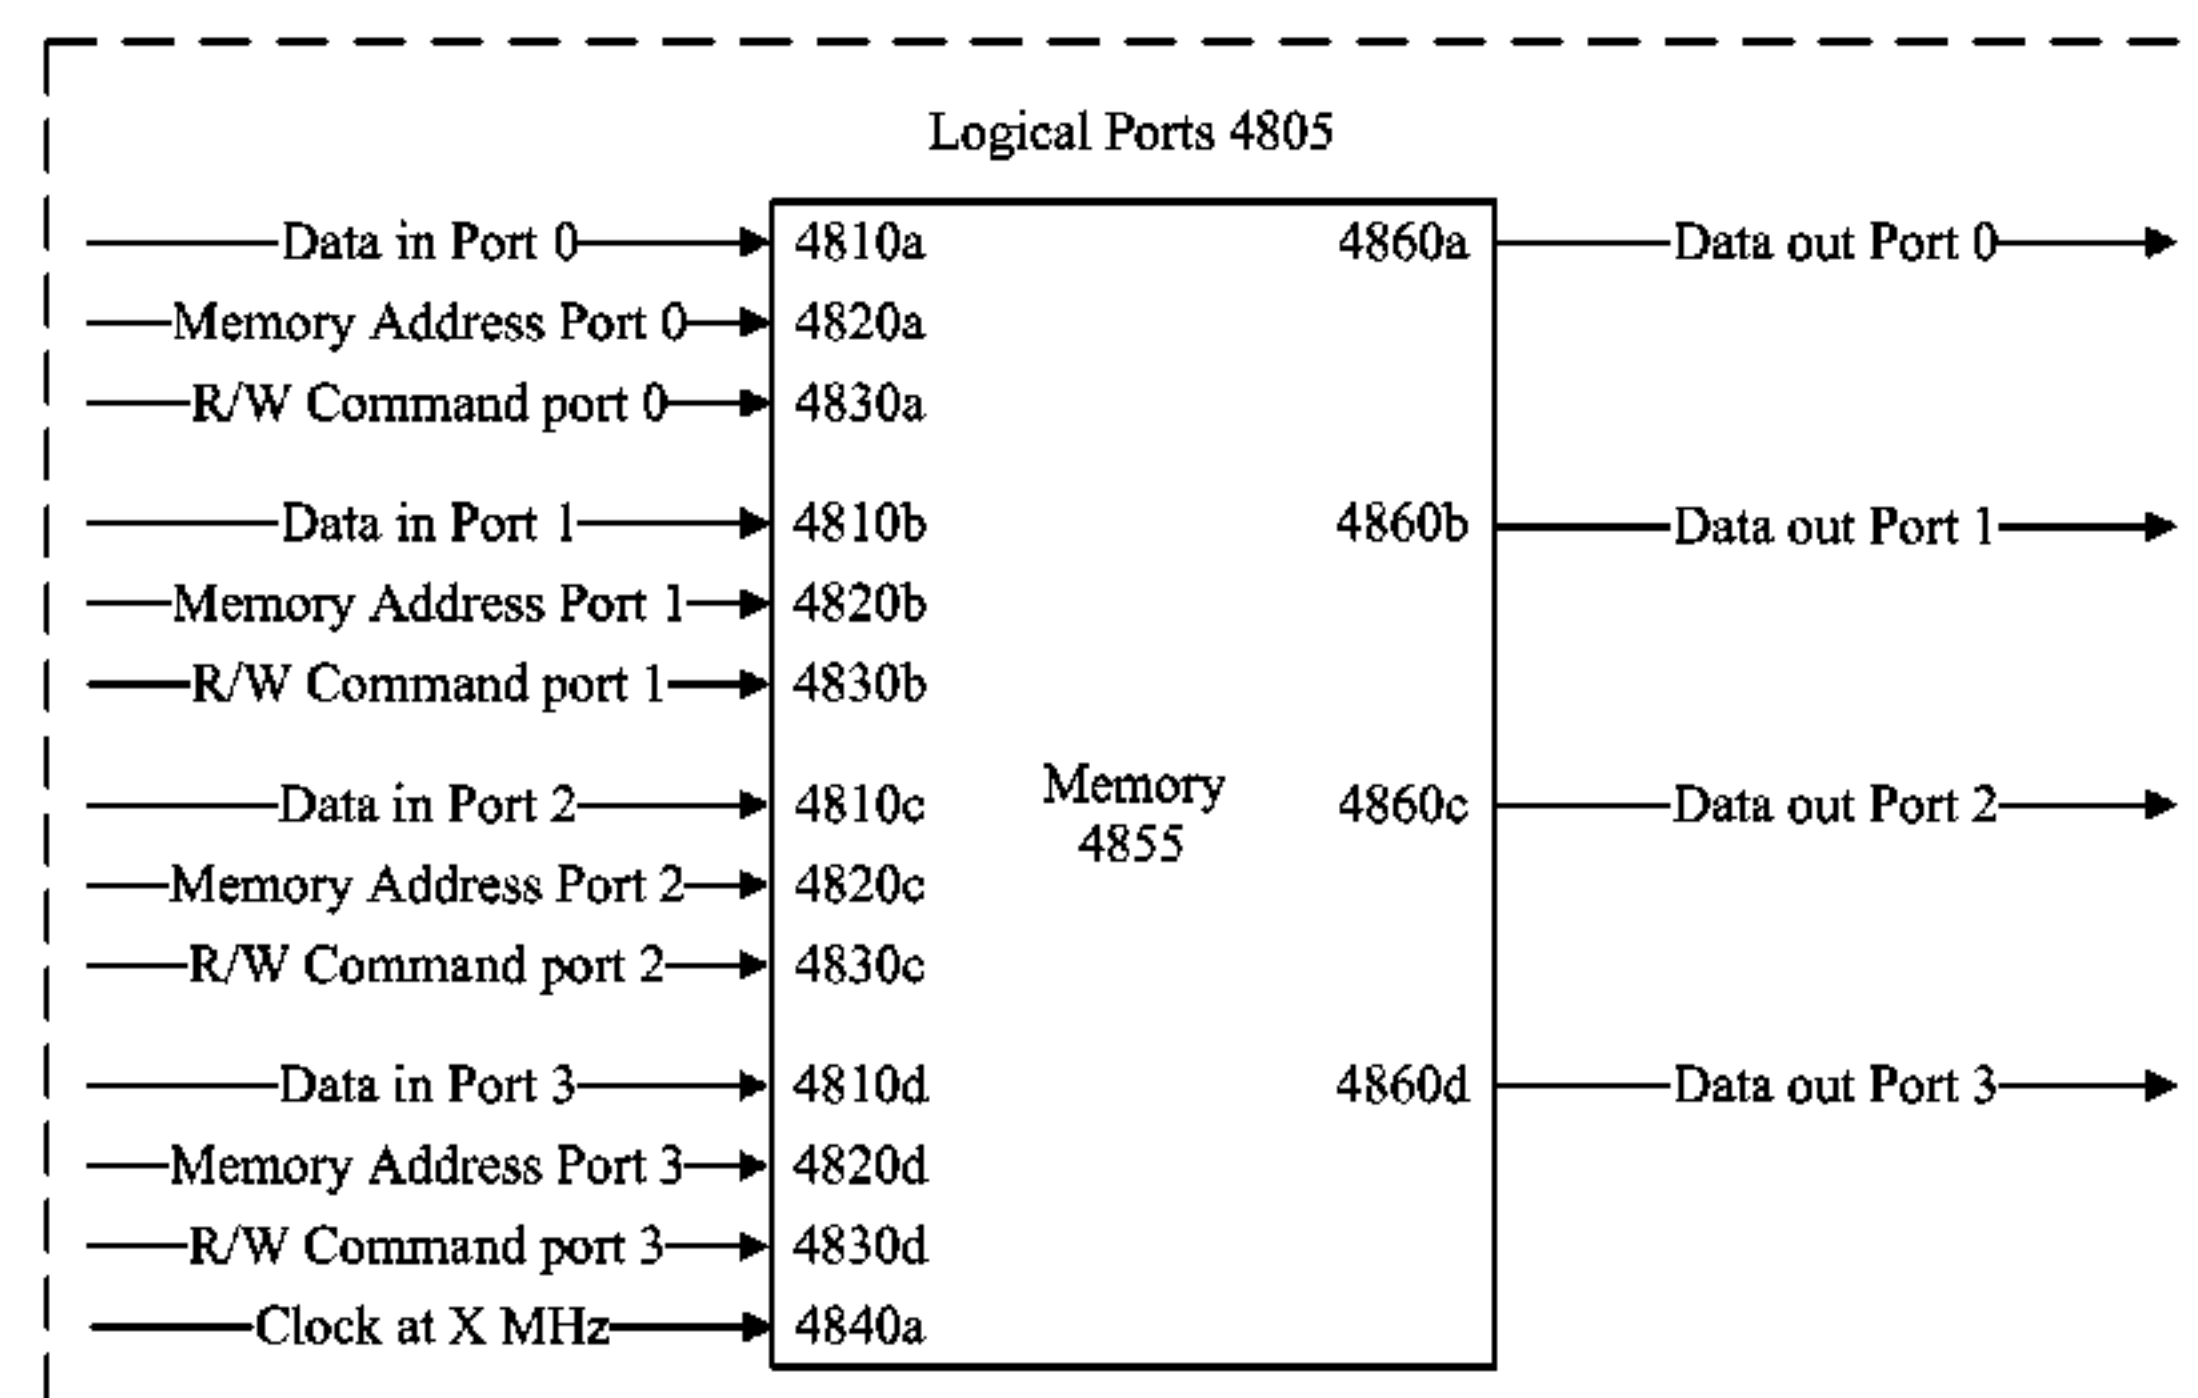 Logical Ports 4805
Data in Port 0 4810a 4860a Data out Port 0
Memory Address Port 0 4820a
R/W Command port 0 4830a
Data in Port 1 4810b 4860b Data out Port 1
Memory Address Port 1 4820b
R/W Command port 1 4830b
Memory
Data in Port 2 4810c 4860c Data out Port 2
4855
Memory Address Port 2 4820c
R/W Command port 2 4830c
Data in Port 3 4810d 4860d Data out Port 3
Memory Address Port 3 4820d
R/W Command port 3 4830d
Clock at X MHz 4840a